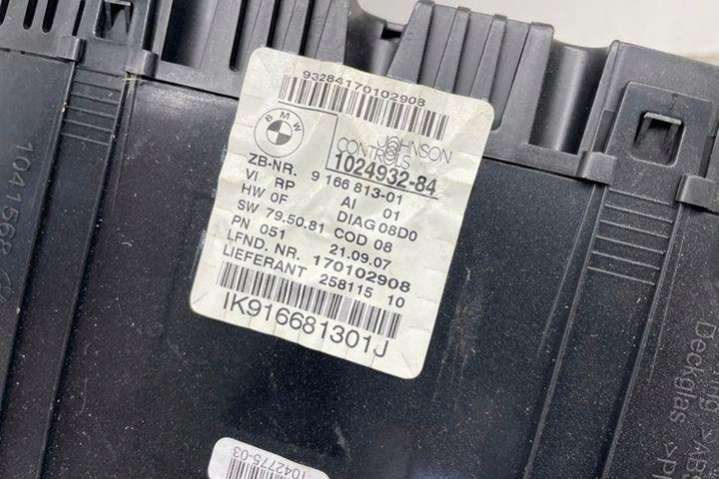 93284170102908
BMW
JOHNSON
CONTROLS
1024932-84
ZB-NR. 9 166 813-01
VI RP AI 01
HW 0F DIAG 08D0
SW 79.50.81 COD 08
PN 051 21.09.07
LFND. NR. 170102908
LIEFERANT 258115 10
IK916681301J
1042775-03
1041568
Deckglas